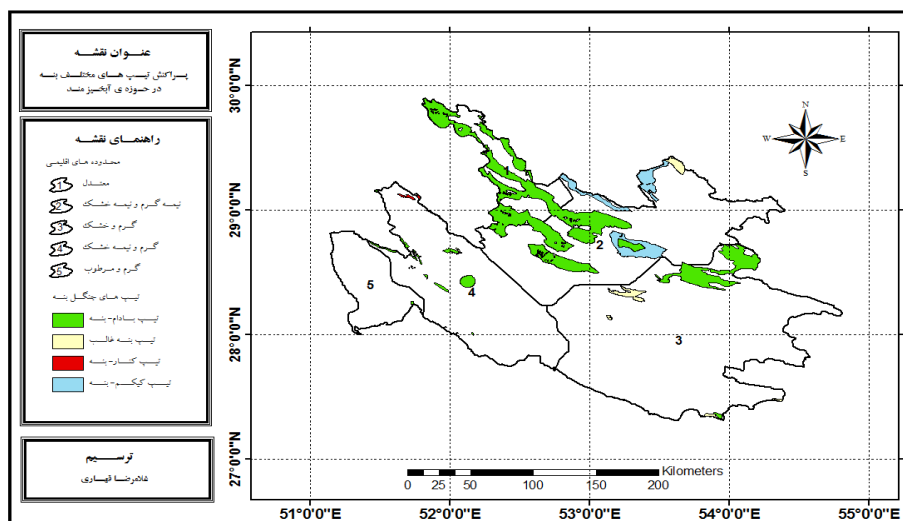 عنوان نقشه
پراکنش تیپ های مختلف بنه
در حوزه ی آبخیز مند
راهنمای نقشه
محدوده های اقلیمی
1 معتدل
2 نیمه گرم و نیمه خشک
3 گرم و خشک
4 گرم و نیمه خشک
5 گرم و مرطوب
تیپ های جنگل بنه
تیپ بادام-بنه
تیپ بنه غالب
تیپ کنار-بنه
تیپ کیکم-بنه
ترسیم
غلامرضا قهاری
30°0'0"N
29°0'0"N
28°0'0"N
27°0'0"N
N
W E
S
1
2
3
4
5
Kilometers
0 25 50 100 150 200
51°0'0"E 52°0'0"E 53°0'0"E 54°0'0"E 55°0'0"E